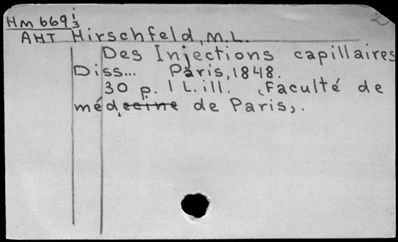 HM 669 1/3
AHT Hirschfeld, M.L.
Des Injections capillaires
Diss... Paris, 1848.
30 p. 1 L. ill. (Faculté de
médecine de Paris).